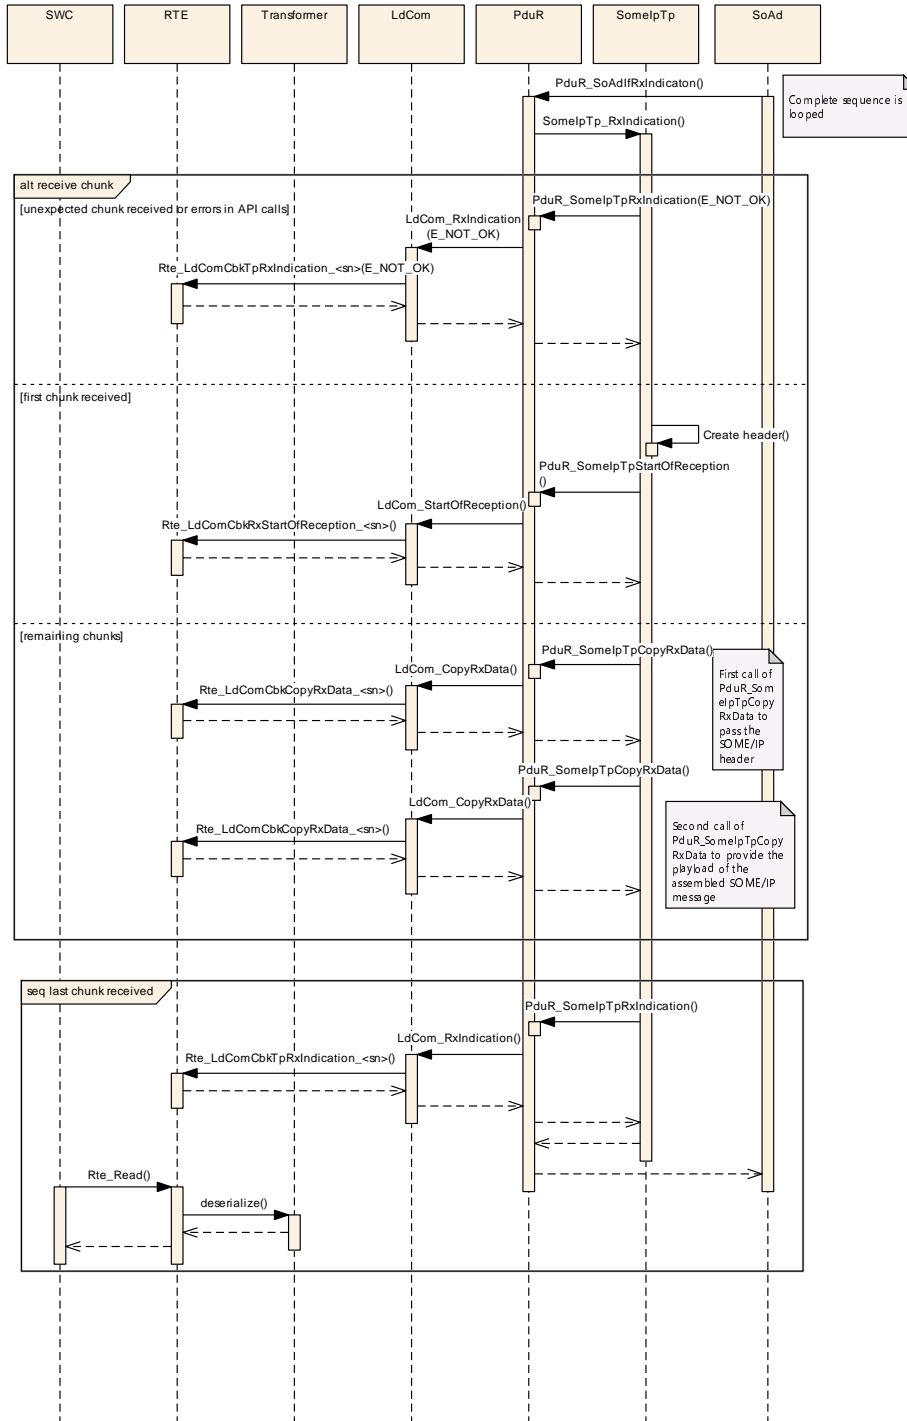 SWC
RTE
Transformer
LdCom
PduR
SomeIpTp
SoAd
PduR_SoAdIfRxIndicaton()
Complete sequence is
looped
SomeIpTp_RxIndication()
alt receive chunk
[unexpected chunk received or errors in API calls]
PduR_SomeIpTpRxIndication(E_NOT_OK)
LdCom_RxIndication
(E_NOT_OK)
Rte_LdComCbkTpRxIndication_<sn>(E_NOT_OK)
[first chunk received]
Create header()
PduR_SomeIpTpStartOfReception
()
LdCom_StartOfReception()
Rte_LdComCbkRxStartOfReception_<sn>()
[remaining chunks]
PduR_SomeIpTpCopyRxData()
LdCom_CopyRxData()
Rte_LdComCbkCopyRxData_<sn>()
First call of
PduR_Som
eIpTpCopy
RxData to
pass the
SOME/IP
header
PduR_SomeIpTpCopyRxData()
LdCom_CopyRxData()
Rte_LdComCbkCopyRxData_<sn>()
Second call of
PduR_SomeIpTpCopy
RxData to provide the
playload of the
assembled SOME/IP
message
seq last chunk received
PduR_SomeIpTpRxIndication()
LdCom_RxIndication()
Rte_LdComCbkTpRxIndication_<sn>()
Rte_Read()
deserialize()